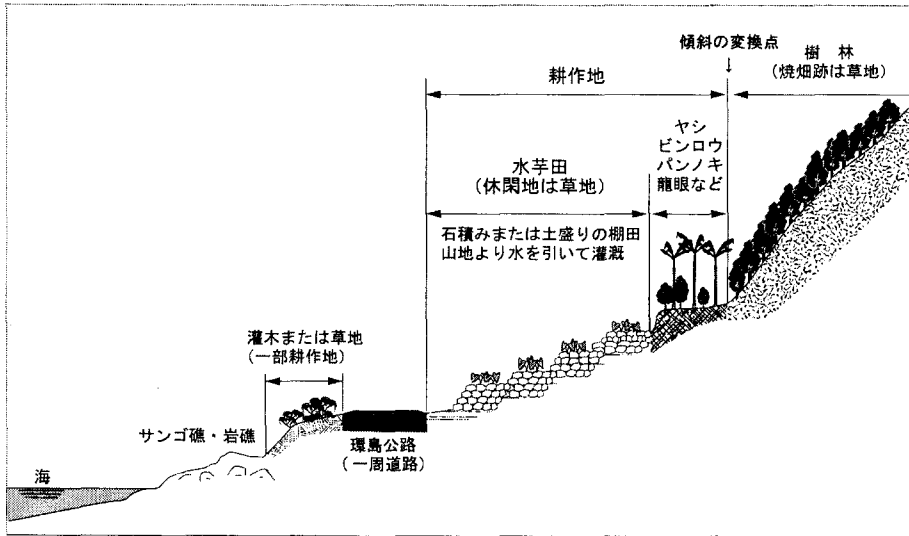 傾斜の変換点
樹林
(焼畑跡は草地)
耕作地
ヤシ
ビンロウ
パンノキ
龍眼など
水芋田
(休閑地は草地)
石積みまたは土盛りの棚田
山地より水を引いて灌漑
灌木または草地
(一部耕作地)
サンゴ礁・岩礁
環島公路
(一周道路)
海